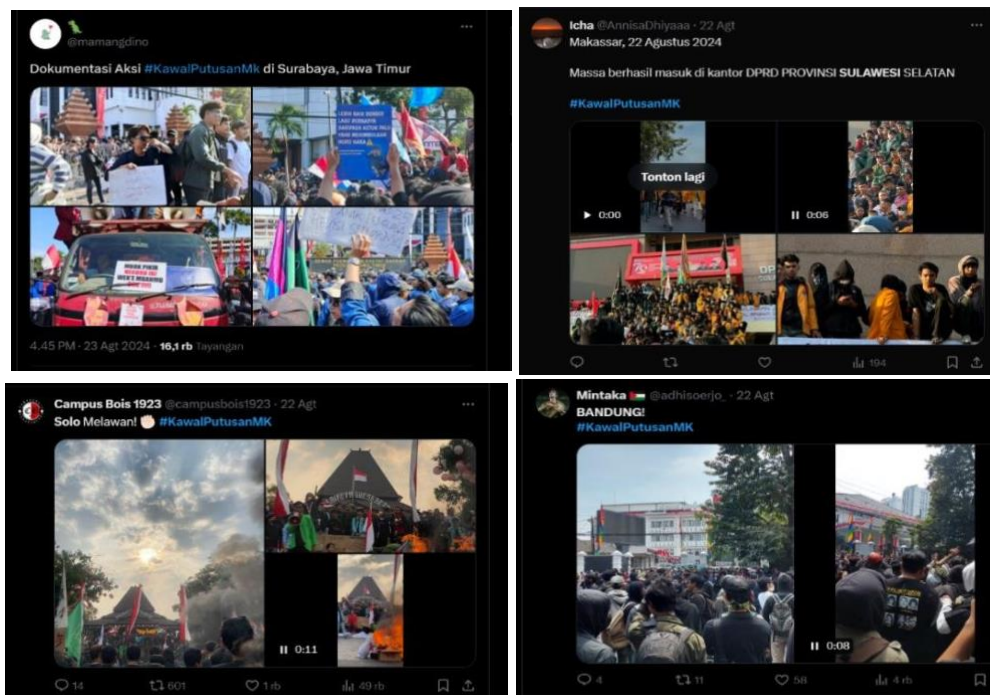 @mamangdino
Dokumentasi Aksi #KawalPutusanMk di Surabaya, Jawa Timur
4.45 PM · 23 Agt 2024 · 16,1 rb Tayangan
Icha @AnnisaDhiyaaa · 22 Agt
Makassar, 22 Agustus 2024
Massa berhasil masuk di kantor DPRD PROVINSI SULAWESI SELATAN
#KawalPutusanMK
Tonton lagi
0:00
0:06
194
Campus Bois 1923 @campusbois1923 · 22 Agt
Solo Melawan! ✊🏻 #KawalPutusanMK
0:11
14 601 1 rb 49 rb
Mintaka 🇵🇸 @adhisoerjo_ · 22 Agt
BANDUNG!
#KawalPutusanMK
0:08
4 11 58 4 rb